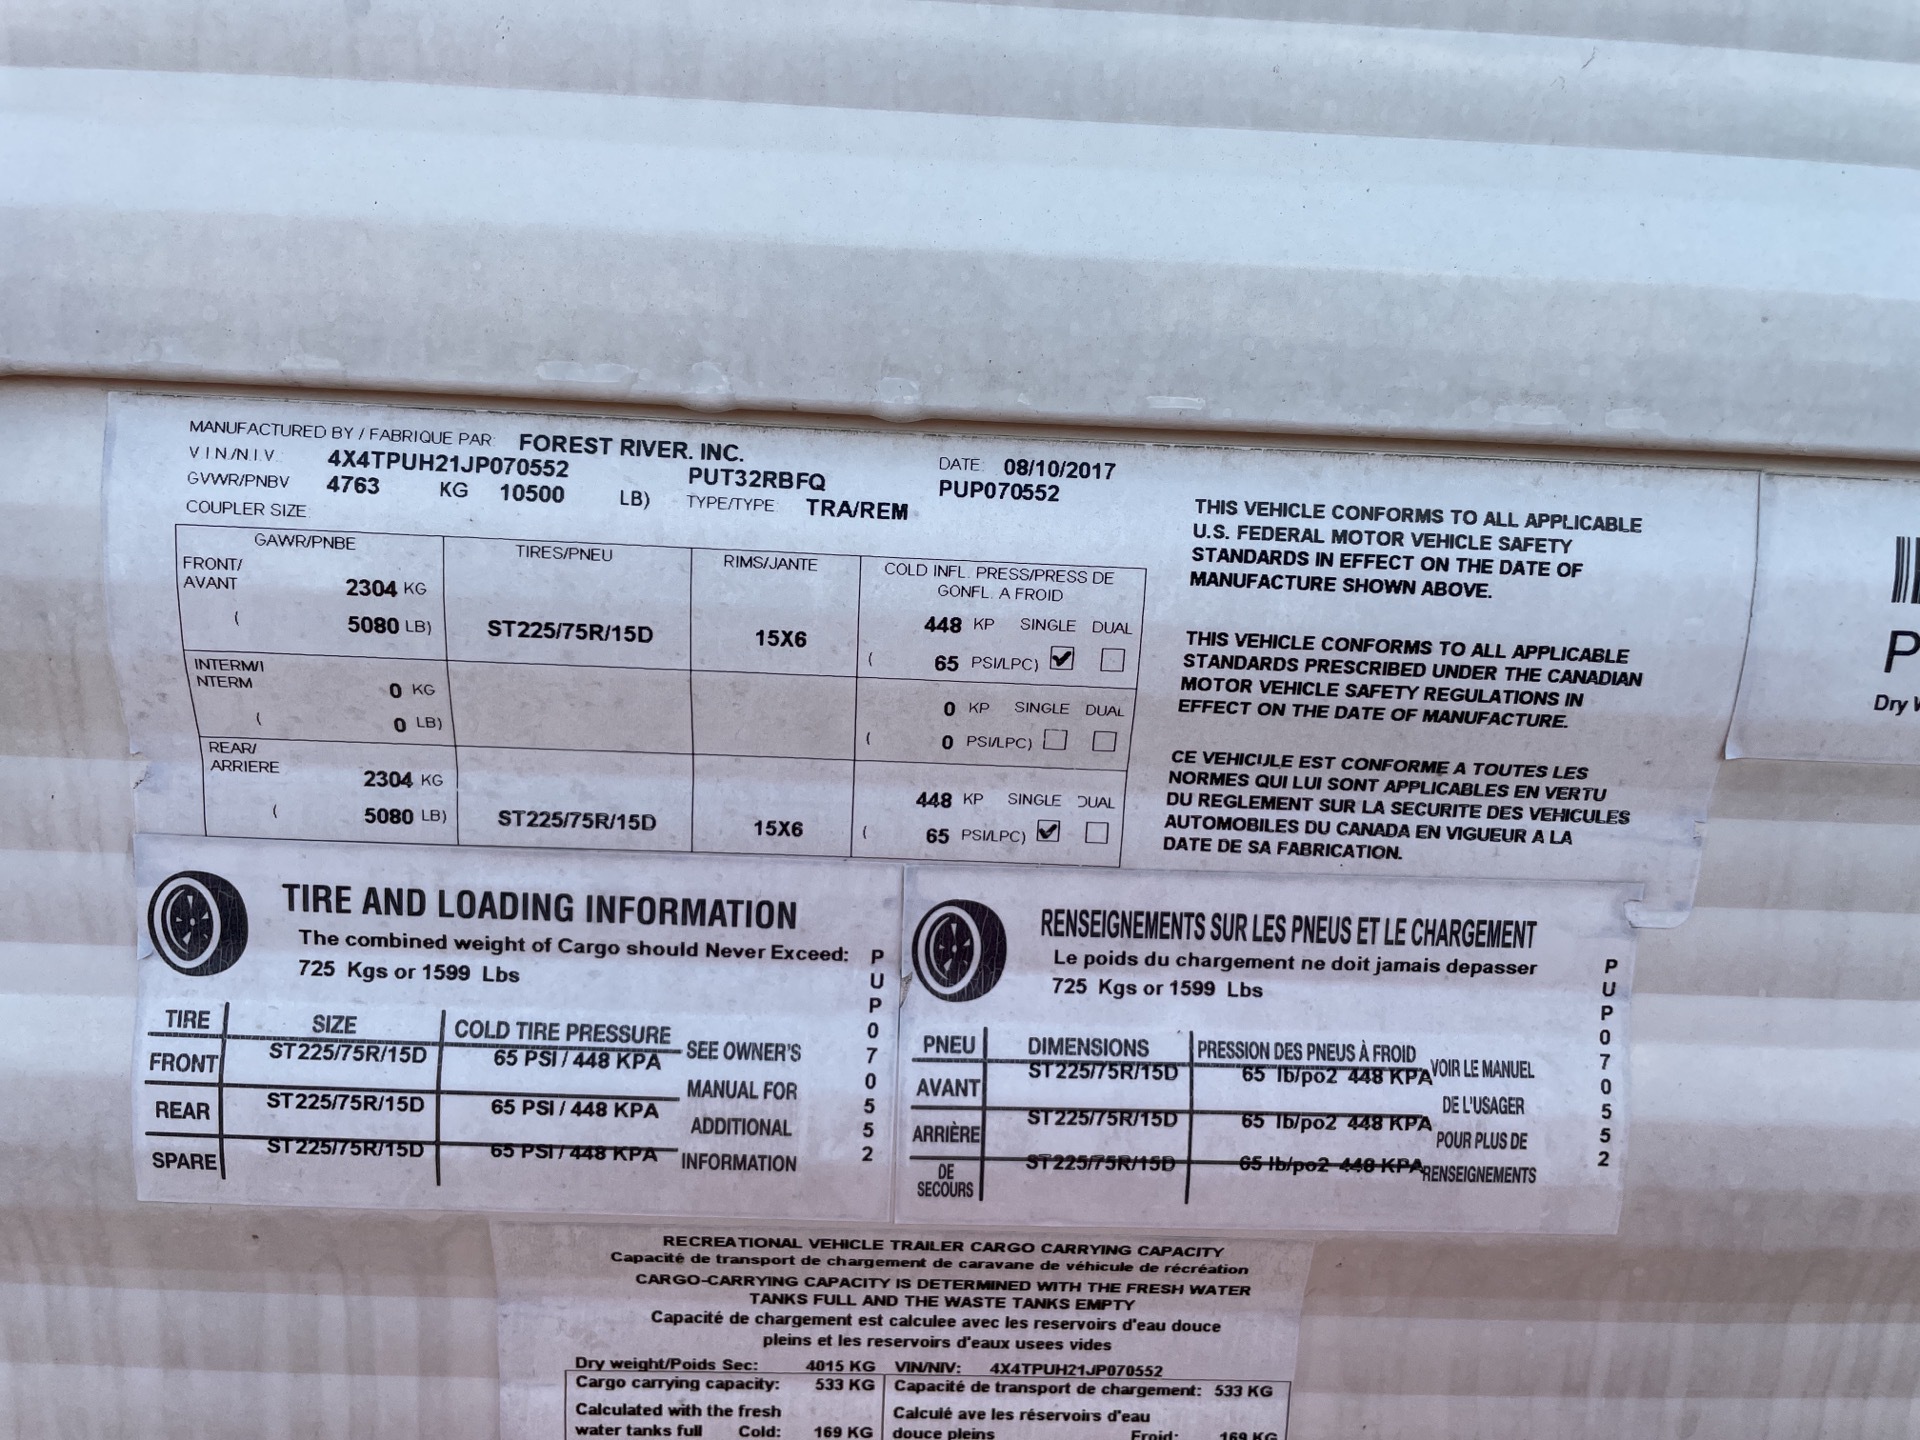 MANUFACTURED BY / FABRIQUE PAR: FOREST RIVER. INC. DATE: 08/10/2017
V I N./N.I.V. 4X4TPUH21JP070552 PUT32RBFQ PUP070552
GVWR/PNBV 4763 KG 10500 LB) TYPE/TYPE: TRA/REM
COUPLER SIZE:
GAWR/PNBE TIRES/PNEU RIMS/JANTE COLD INFL. PRESS/PRESS DE
GONFL. A FROID
FRONT/
AVANT 2304 KG 448 KP SINGLE DUAL
( 5080 LB) ST225/75R/15D 15X6 ( 65 PSI/LPC) ✔
INTERM/I
NTERM 0 KG 0 KP SINGLE DUAL
( 0 LB) ( 0 PSI/LPC)
REAR/
ARRIERE 2304 KG 448 KP SINGLE DUAL
( 5080 LB) ST225/75R/15D 15X6 ( 65 PSI/LPC) ✔
THIS VEHICLE CONFORMS TO ALL APPLICABLE
U.S. FEDERAL MOTOR VEHICLE SAFETY
STANDARDS IN EFFECT ON THE DATE OF
MANUFACTURE SHOWN ABOVE.
THIS VEHICLE CONFORMS TO ALL APPLICABLE
STANDARDS PRESCRIBED UNDER THE CANADIAN
MOTOR VEHICLE SAFETY REGULATIONS IN
EFFECT ON THE DATE OF MANUFACTURE.
CE VEHICULE EST CONFORME A TOUTES LES
NORMES QUI LUI SONT APPLICABLES EN VERTU
DU REGLEMENT SUR LA SECURITE DES VEHICULES
AUTOMOBILES DU CANADA EN VIGUEUR A LA
DATE DE SA FABRICATION.
P
Dry
TIRE AND LOADING INFORMATION
The combined weight of Cargo should Never Exceed:
725 Kgs or 1599 Lbs
TIRE SIZE COLD TIRE PRESSURE
FRONT ST225/75R/15D 65 PSI / 448 KPA
REAR ST225/75R/15D 65 PSI / 448 KPA
SPARE ST225/75R/15D 65 PSI / 448 KPA
SEE OWNER'S
MANUAL FOR
ADDITIONAL
INFORMATION
PUP070552
RENSEIGNEMENTS SUR LES PNEUS ET LE CHARGEMENT
Le poids du chargement ne doit jamais depasser
725 Kgs or 1599 Lbs
PNEU DIMENSIONS PRESSION DES PNEUS À FROID
AVANT ST225/75R/15D 65 lb/po2 448 KPA
ARRIÈRE ST225/75R/15D 65 lb/po2 448 KPA
DE
SECOURS ST225/75R/15D 65 lb/po2 448 KPA
VOIR LE MANUEL
DE L'USAGER
POUR PLUS DE
RENSEIGNEMENTS
PUP070552
RECREATIONAL VEHICLE TRAILER CARGO CARRYING CAPACITY
Capacité de transport de chargement de caravane de véhicule de récréation
CARGO-CARRYING CAPACITY IS DETERMINED WITH THE FRESH WATER
TANKS FULL AND THE WASTE TANKS EMPTY
Capacité de chargement est calculee avec les reservoirs d'eau douce
pleins et les reservoirs d'eaux usees vides
Dry weight/Poids Sec: 4015 KG VIN/NIV: 4X4TPUH21JP070552
Cargo carrying capacity: 533 KG Capacité de transport de chargement: 533 KG
Calculated with the fresh Calculé ave les réservoirs d'eau
water tanks full Cold: 169 KG douce pleins Froid: 169 KG